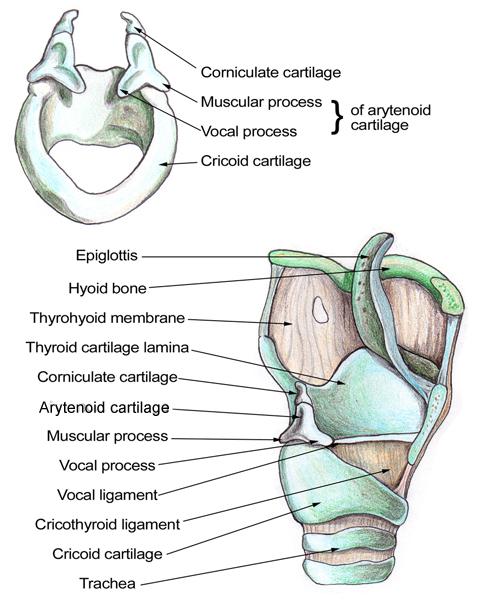 Corniculate cartilage
Muscular process
Vocal process
} of arytenoid
cartilage
Cricoid cartilage
Epiglottis
Hyoid bone
Thyrohyoid membrane
Thyroid cartilage lamina
Corniculate cartilage
Arytenoid cartilage
Muscular process
Vocal process
Vocal ligament
Cricothyroid ligament
Cricoid cartilage
Trachea